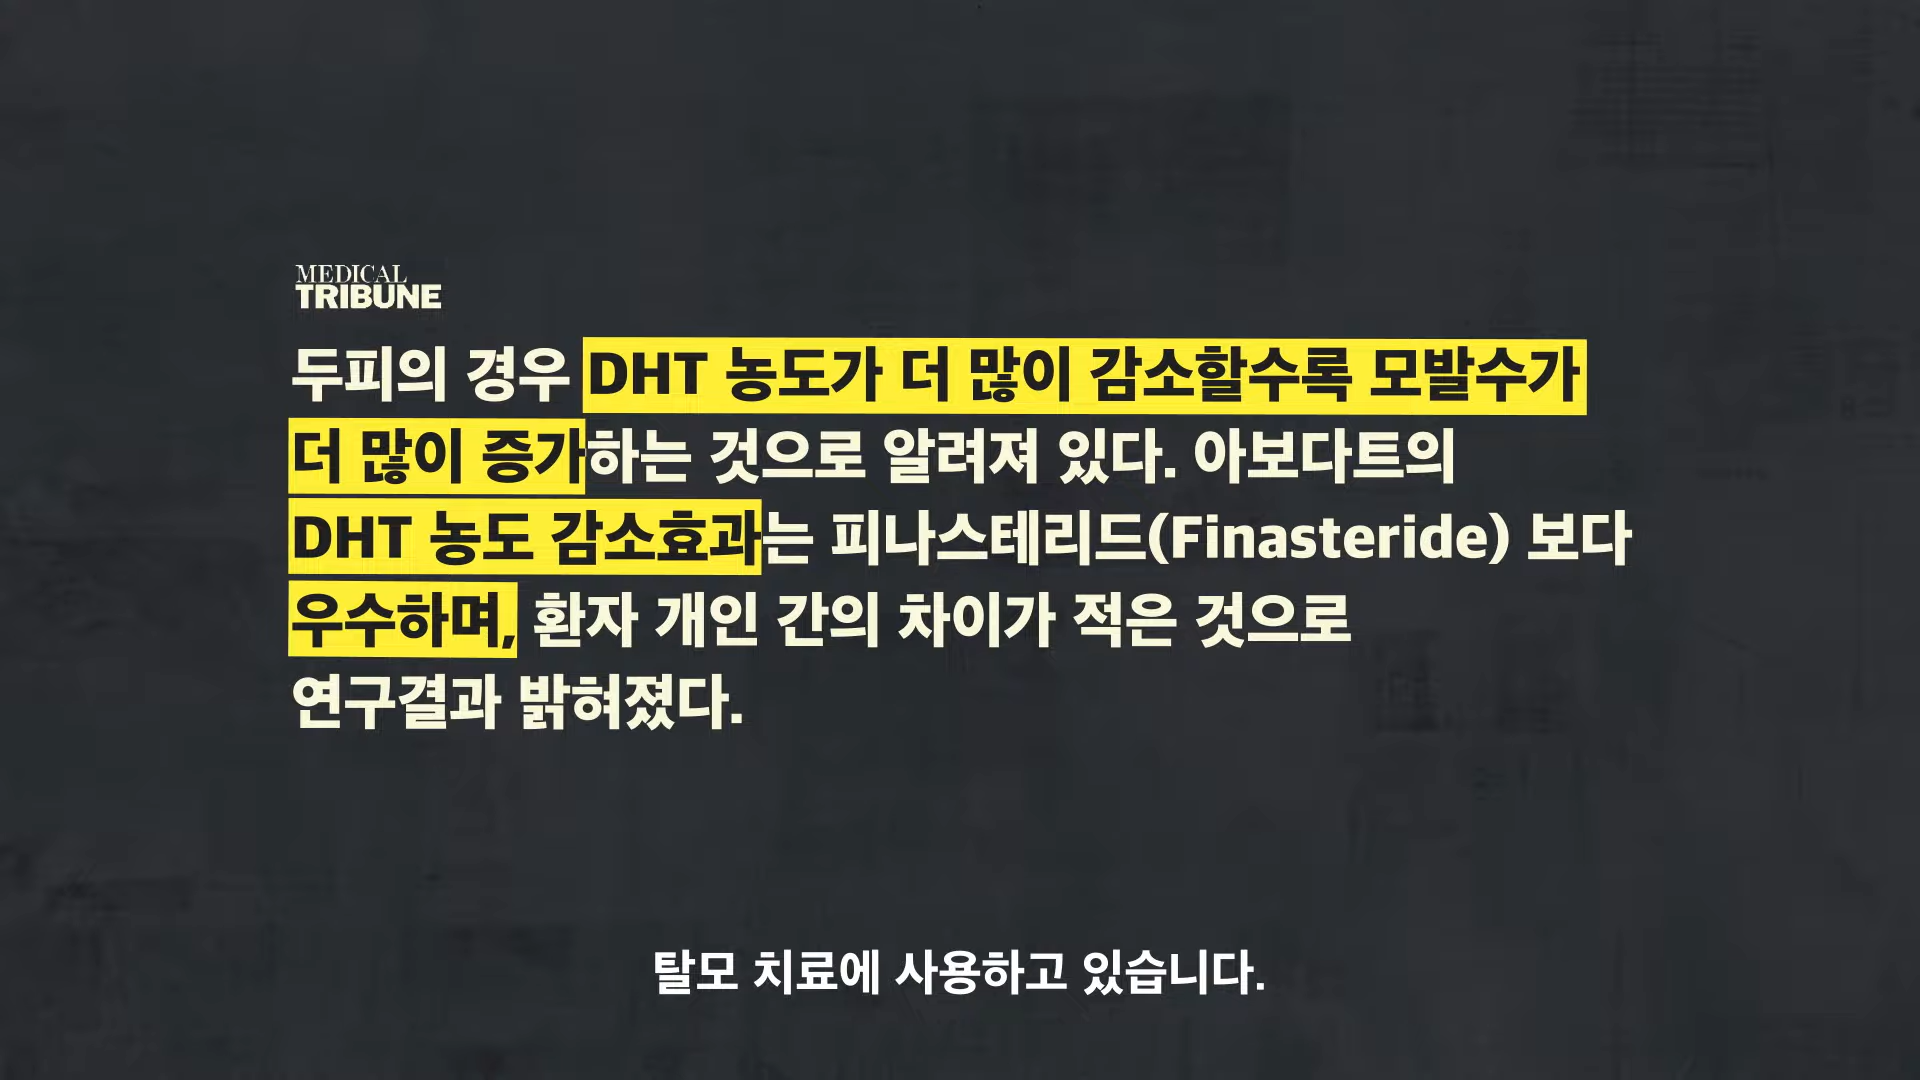 MEDICAL
TRIBUNE
두피의 경우 DHT 농도가 더 많이 감소할수록 모발수가
더 많이 증가하는 것으로 알려져 있다. 아보다트의
DHT 농도 감소효과는 피나스테리드(Finasteride) 보다
우수하며, 환자 개인 간의 차이가 적은 것으로
연구결과 밝혀졌다.
탈모 치료에 사용하고 있습니다.